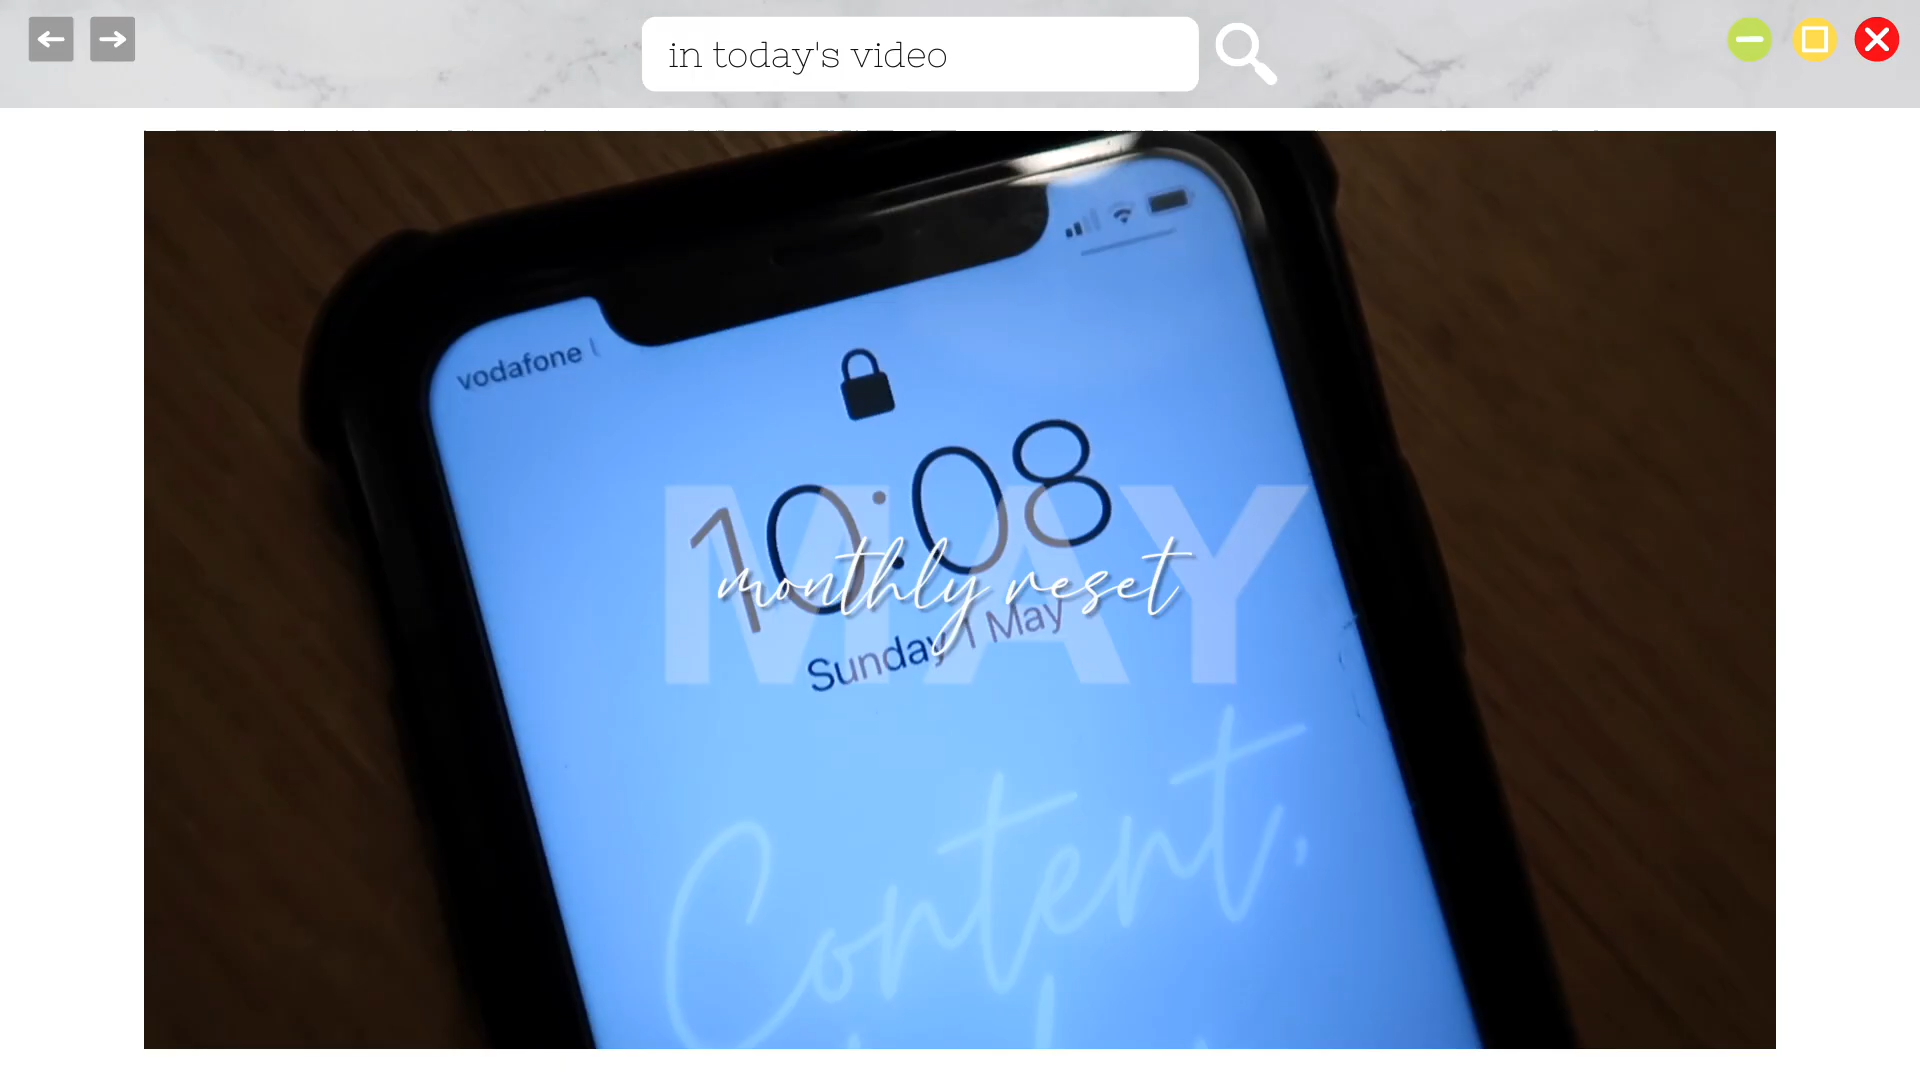 in today's video
vodafone
10:08
MAY
monthly reset
Sunday 1 May
Content,